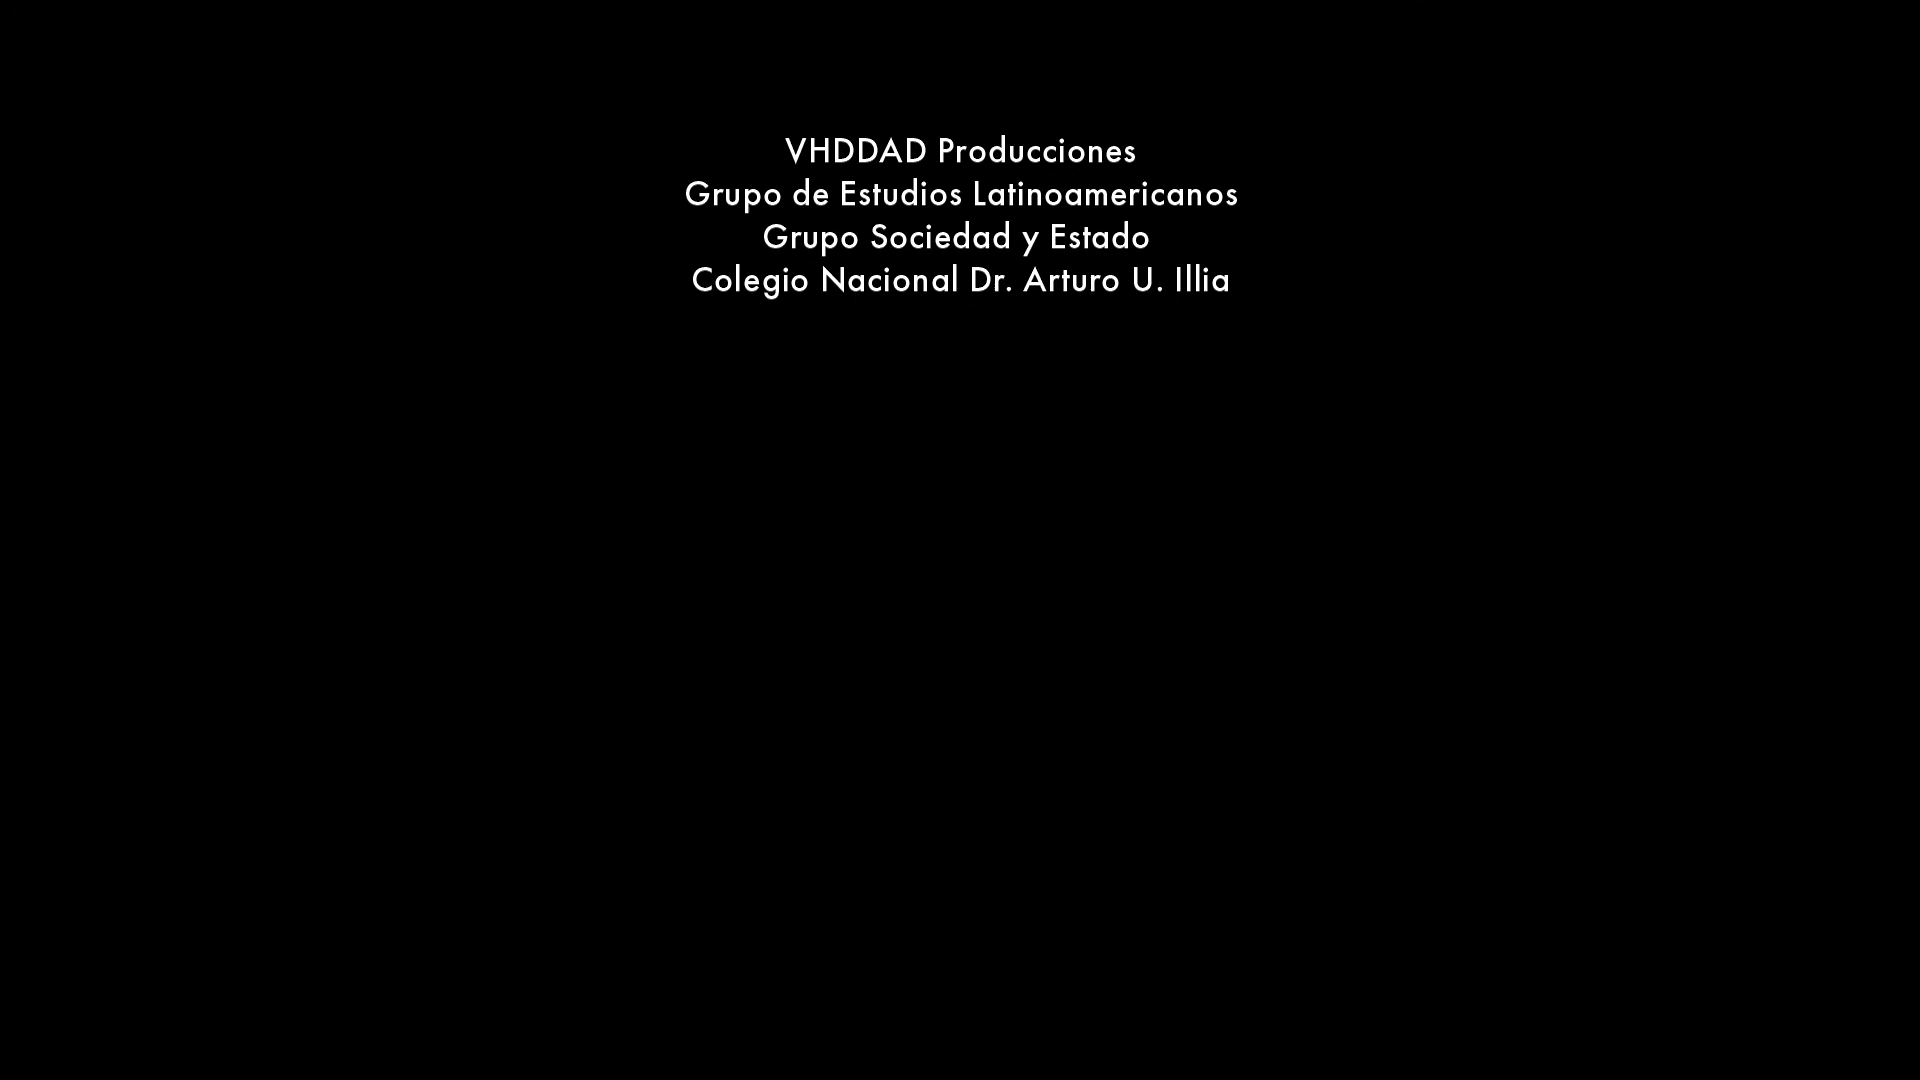 VHDDAD Producciones
Grupo de Estudios Latinoamericanos
Grupo Sociedad y Estado
Colegio Nacional Dr. Arturo U. Illia